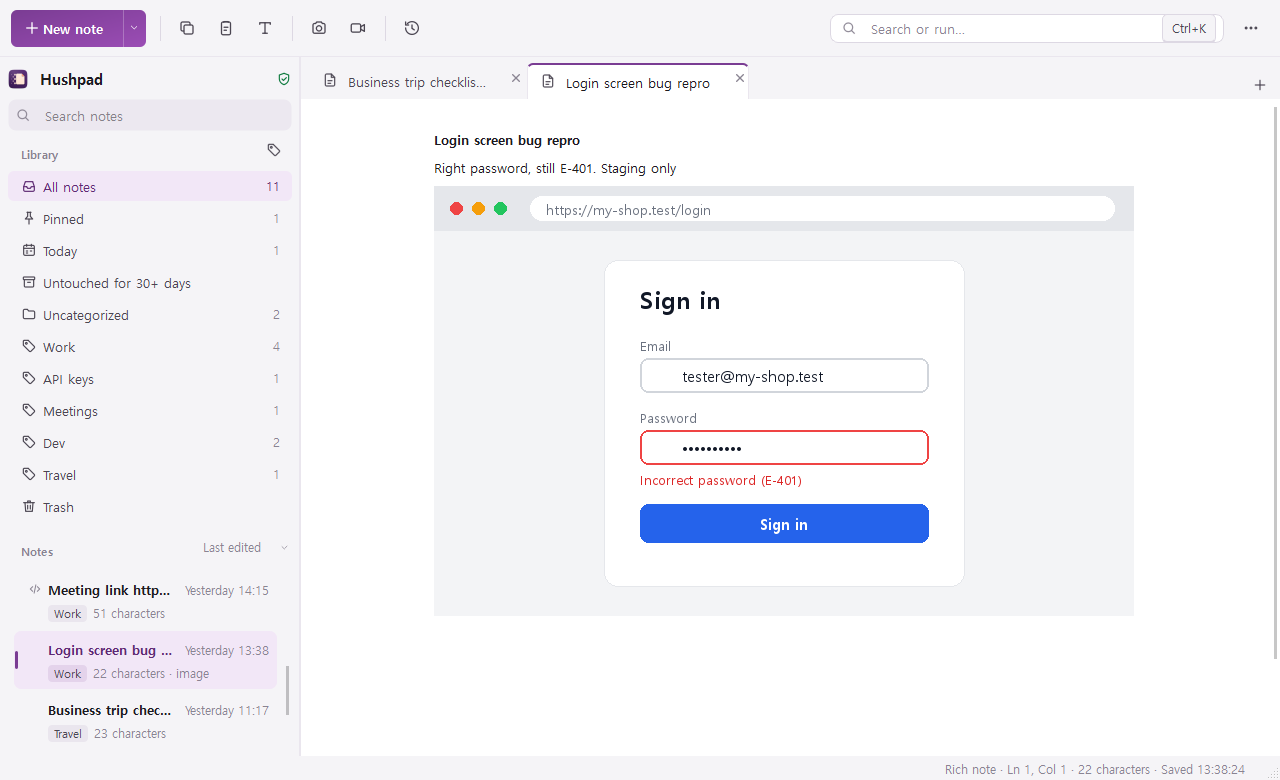 New note
Search or run...
Ctrl+K
Hushpad
Search notes
Library
All notes 11
Pinned 1
Today 1
Untouched for 30+ days
Uncategorized 2
Work 4
API keys 1
Meetings 1
Dev 2
Travel 1
Trash
Notes Last edited
Meeting link http... Yesterday 14:15
Work 51 characters
Login screen bug ... Yesterday 13:38
Work 22 characters · image
Business trip chec... Yesterday 11:17
Travel 23 characters
Business trip checklis...
Login screen bug repro
Login screen bug repro
Right password, still E-401. Staging only
https://my-shop.test/login
Sign in
Email
tester@my-shop.test
Password
••••••••••
Incorrect password (E-401)
Sign in
Rich note · Ln 1, Col 1 · 22 characters · Saved 13:38:24